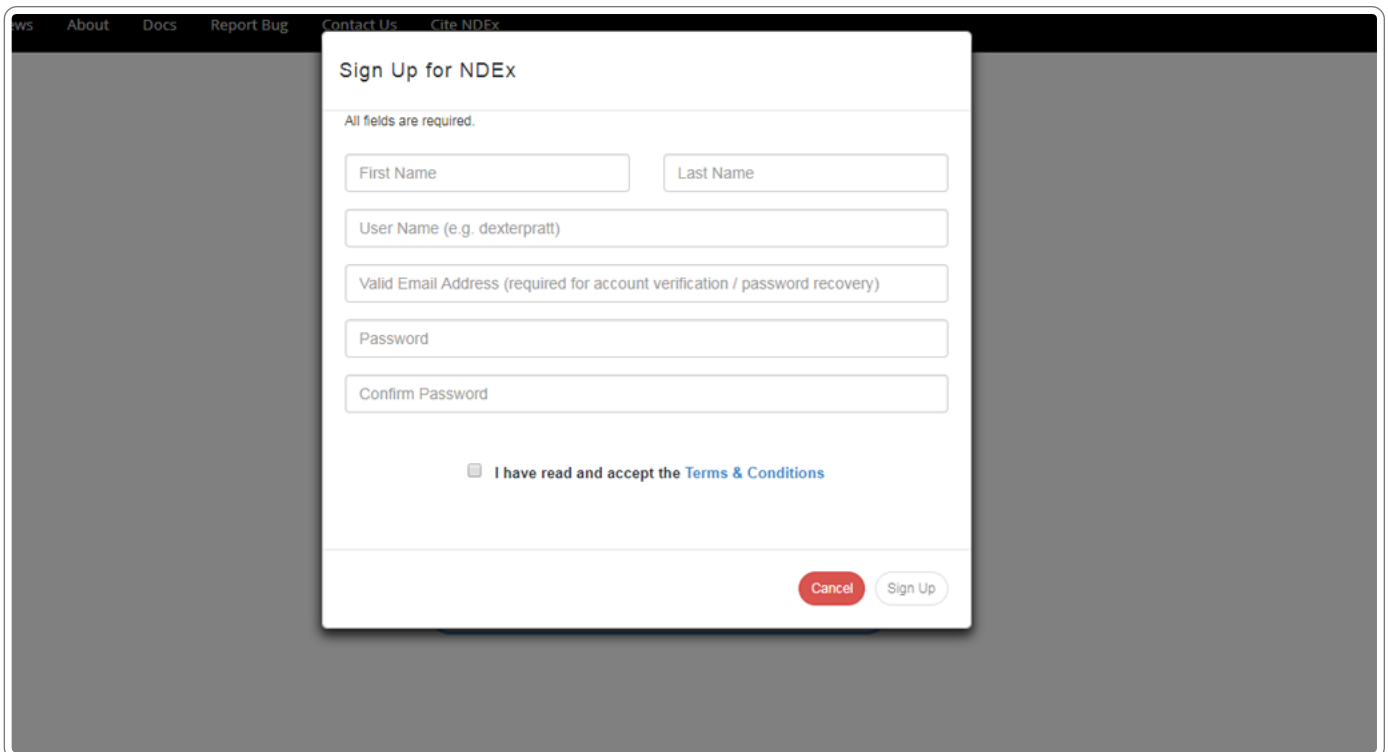 ews About Docs Report Bug Contact Us Cite NDEx
Sign Up for NDEx
All fields are required.
First Name Last Name
User Name (e.g. dexterpratt)
Valid Email Address (required for account verification / password recovery)
Password
Confirm Password
I have read and accept the Terms & Conditions
Cancel Sign Up